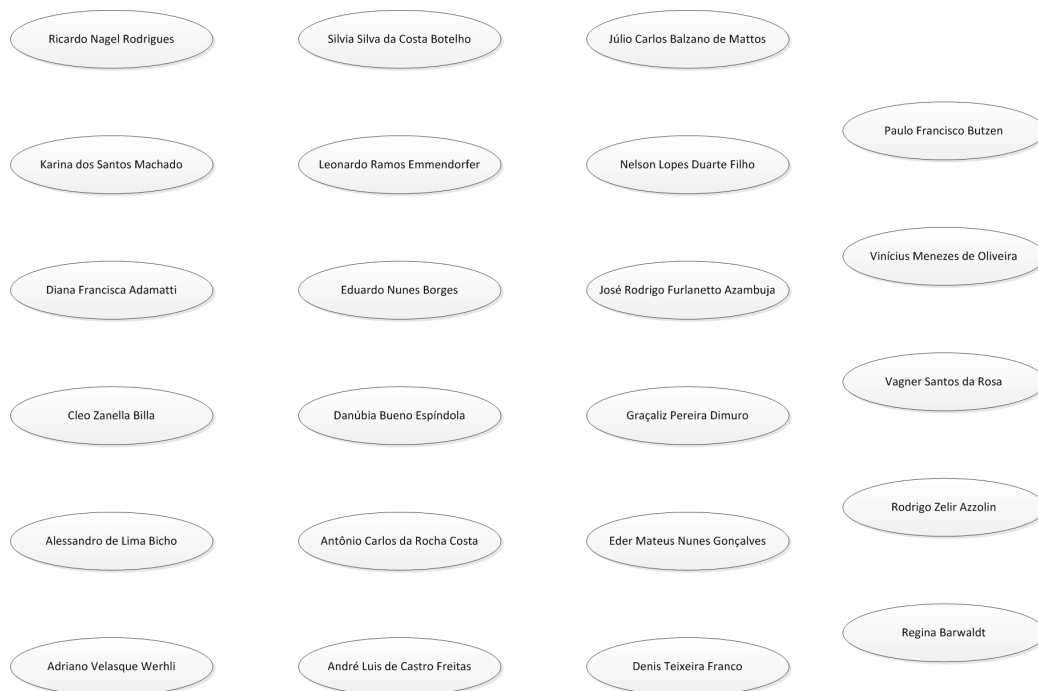 Ricardo Nagel Rodrigues
Silvia Silva da Costa Botelho
Júlio Carlos Balzano de Mattos
Paulo Francisco Butzen
Karina dos Santos Machado
Leonardo Ramos Emmendorfer
Nelson Lopes Duarte Filho
Vinícius Menezes de Oliveira
Diana Francisca Adamatti
Eduardo Nunes Borges
José Rodrigo Furlanetto Azambuja
Vagner Santos da Rosa
Cleo Zanella Billa
Danúbia Bueno Espíndola
Graçaliz Pereira Dimuro
Rodrigo Zelir Azzolin
Alessandro de Lima Bicho
Antônio Carlos da Rocha Costa
Eder Mateus Nunes Gonçalves
Regina Barwaldt
Adriano Velasque Werhli
André Luis de Castro Freitas
Denis Teixeira Franco